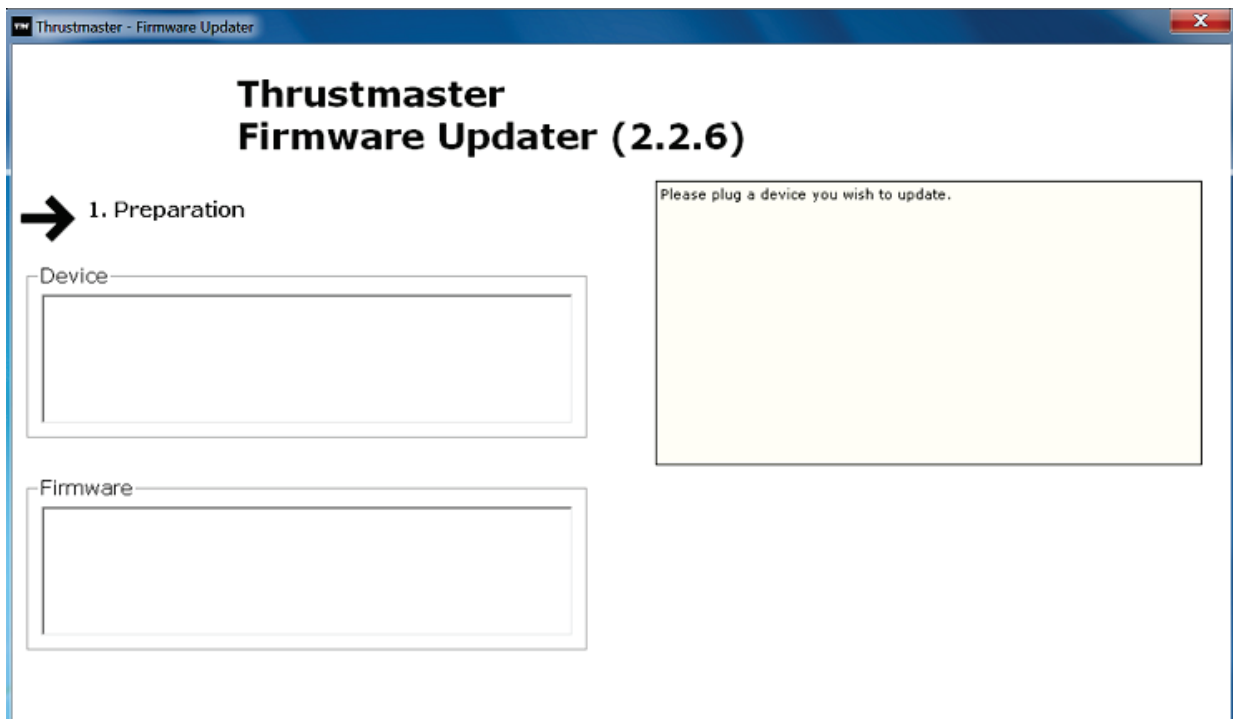 Thrustmaster - Firmware Updater
Thrustmaster
Firmware Updater (2.2.6)
1. Preparation
Please plug a device you wish to update.
Device
Firmware